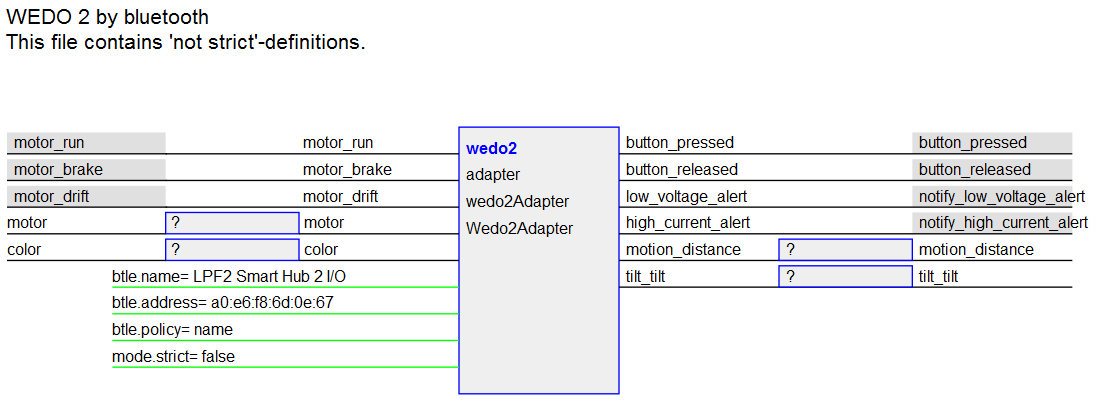 WEDO 2 by bluetooth
This file contains 'not strict'-definitions.
motor_run motor_run wedo2 button_pressed button_pressed
motor_brake motor_brake adapter button_released button_released
motor_drift motor_drift wedo2Adapter low_voltage_alert notify_low_voltage_alert
motor ? motor Wedo2Adapter high_current_alert notify_high_current_alert
color ? color motion_distance ? motion_distance
btle.name= LPF2 Smart Hub 2 I/O tilt_tilt ? tilt_tilt
btle.address= a0:e6:f8:6d:0e:67
btle.policy= name
mode.strict= false